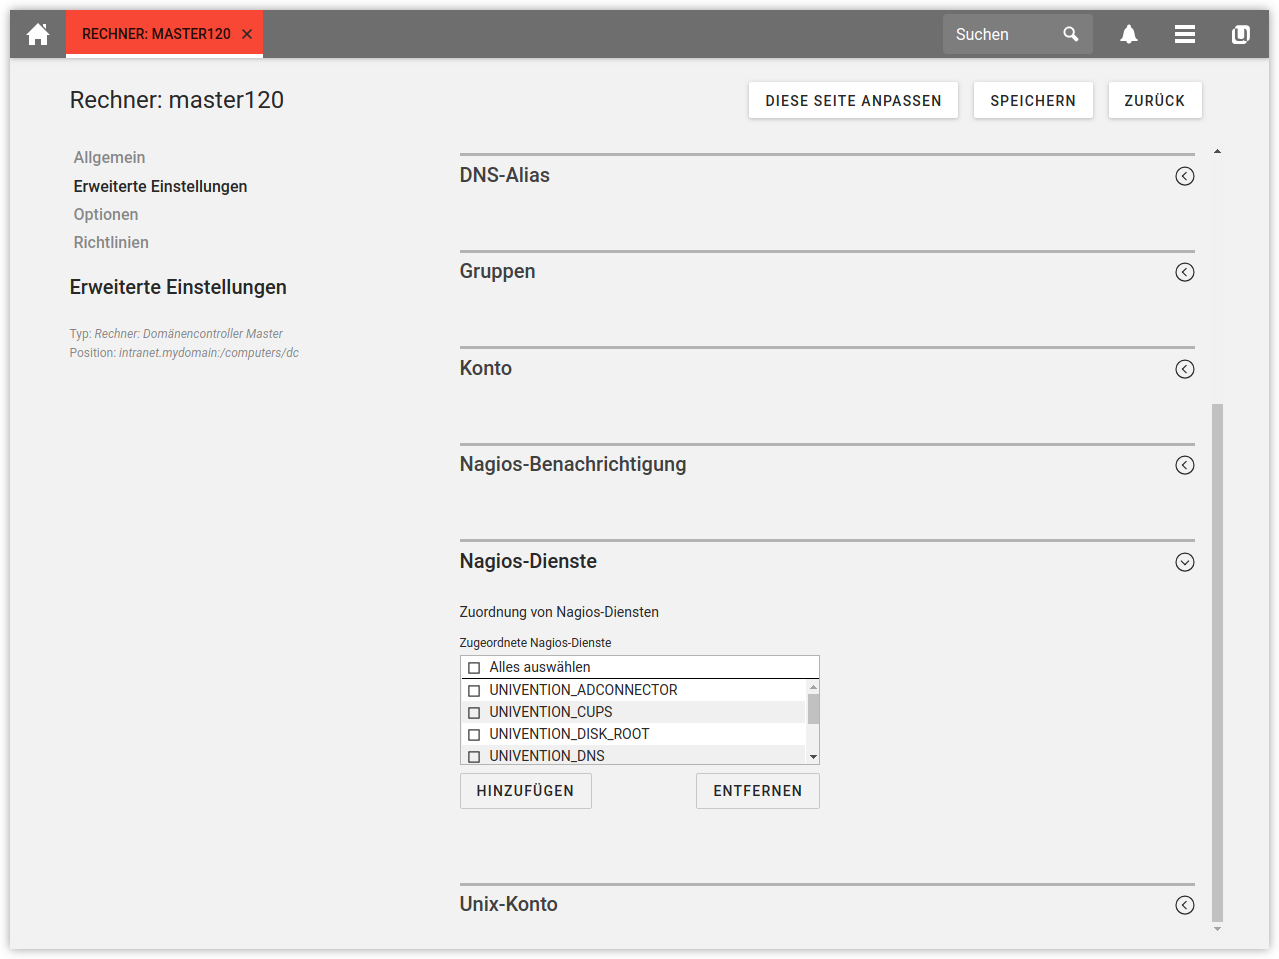 RECHNER: MASTER120
Suchen
Rechner: master120
DIESE SEITE ANPASSEN
SPEICHERN
ZURÜCK
Allgemein
Erweiterte Einstellungen
Optionen
Richtlinien
Erweiterte Einstellungen
Typ: Rechner: Domänencontroller Master
Position: intranet.mydomain:/computers/dc
DNS-Alias
Gruppen
Konto
Nagios-Benachrichtigung
Nagios-Dienste
Zuordnung von Nagios-Diensten
Zugeordnete Nagios-Dienste
Alles auswählen
UNIVENTION_ADCONNECTOR
UNIVENTION_CUPS
UNIVENTION_DISK_ROOT
UNIVENTION_DNS
HINZUFÜGEN
ENTFERNEN
Unix-Konto